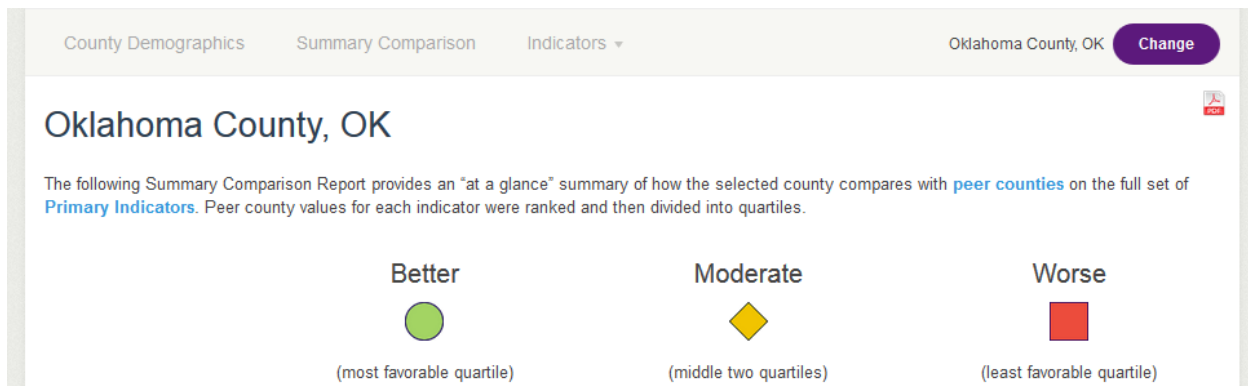 County Demographics Summary Comparison Indicators Oklahoma County, OK Change
PDF
Oklahoma County, OK
The following Summary Comparison Report provides an “at a glance” summary of how the selected county compares with peer counties on the full set of
Primary Indicators. Peer county values for each indicator were ranked and then divided into quartiles.
Better Moderate Worse
(most favorable quartile) (middle two quartiles) (least favorable quartile)